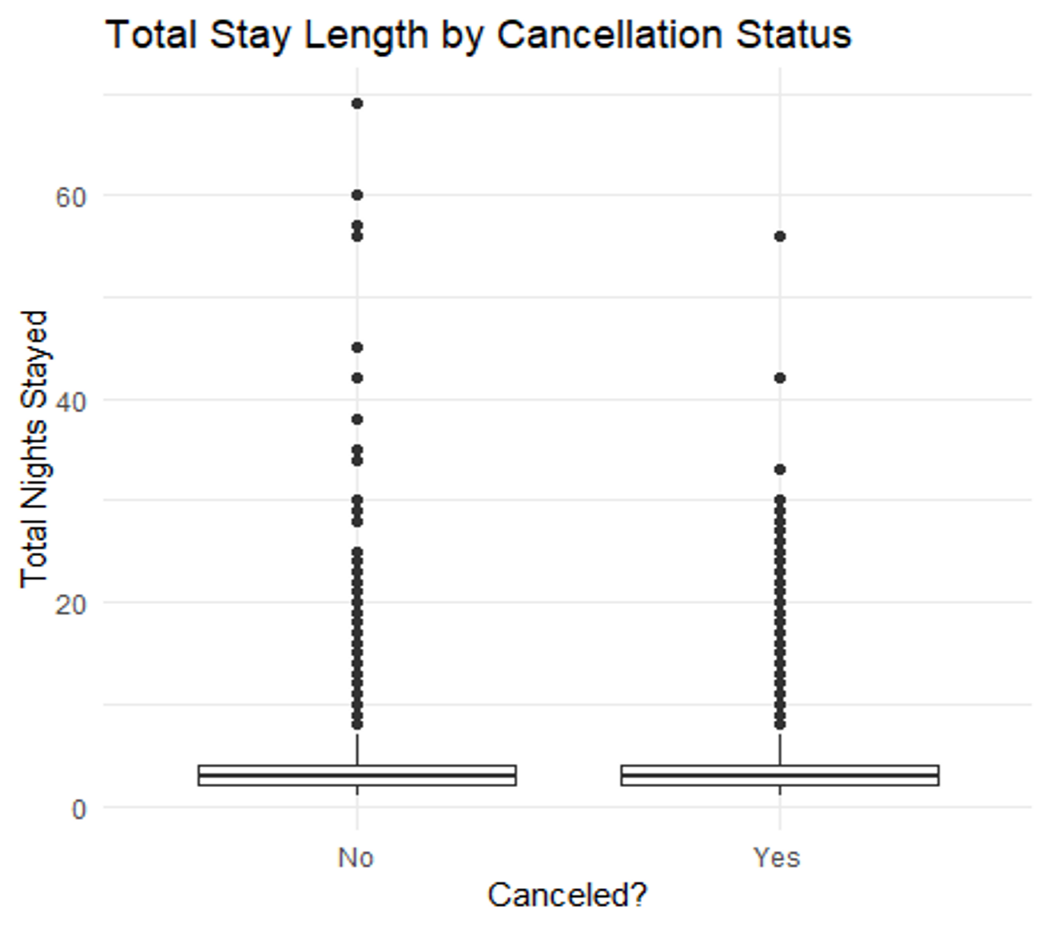 Total Stay Length by Cancellation Status
Total Nights Stayed
60
40
20
0
No
Yes
Canceled?